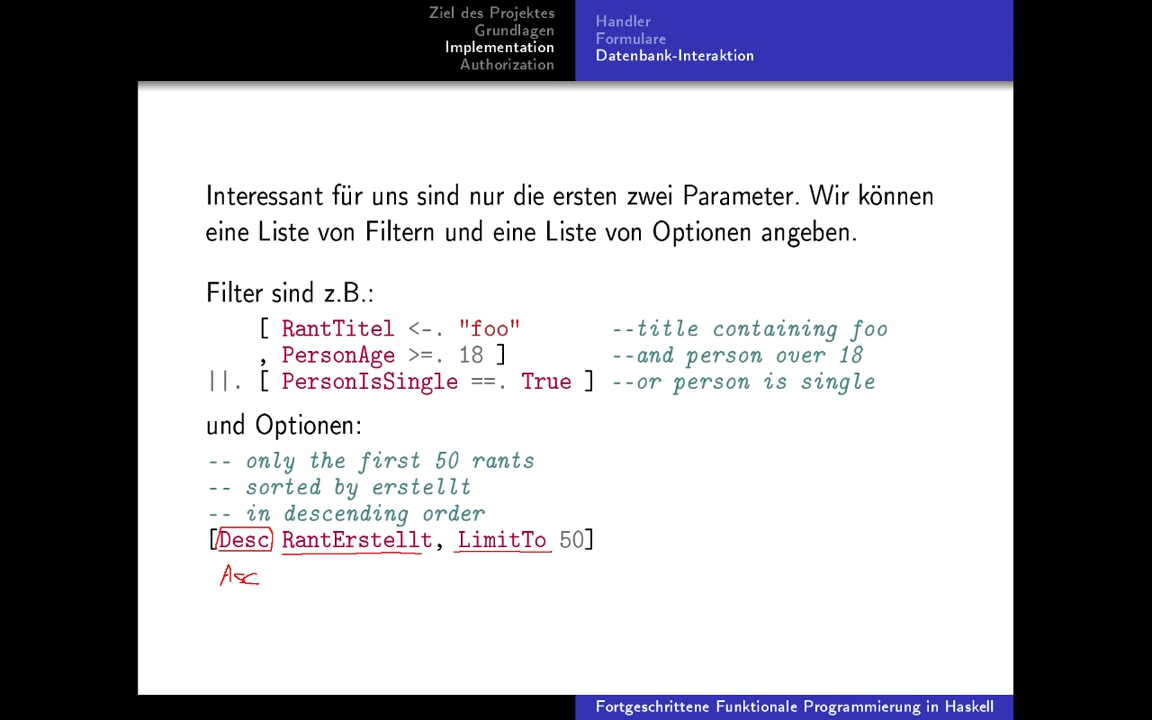 Ziel des Projektes
Grundlagen
Implementation
Authorization
Handler
Formulare
Datenbank-Interaktion
Interessant für uns sind nur die ersten zwei Parameter. Wir können
eine Liste von Filtern und eine Liste von Optionen angeben.
Filter sind z.B.:
[ RantTitel <-. "foo" --title containing foo
, PersonAge >=. 18 ] --and person over 18
||. [ PersonIsSingle ==. True ] --or person is single
und Optionen:
-- only the first 50 rants
-- sorted by erstellt
-- in descending order
[Desc RantErstellt, LimitTo 50]
Asc
Fortgeschrittene Funktionale Programmierung in Haskell